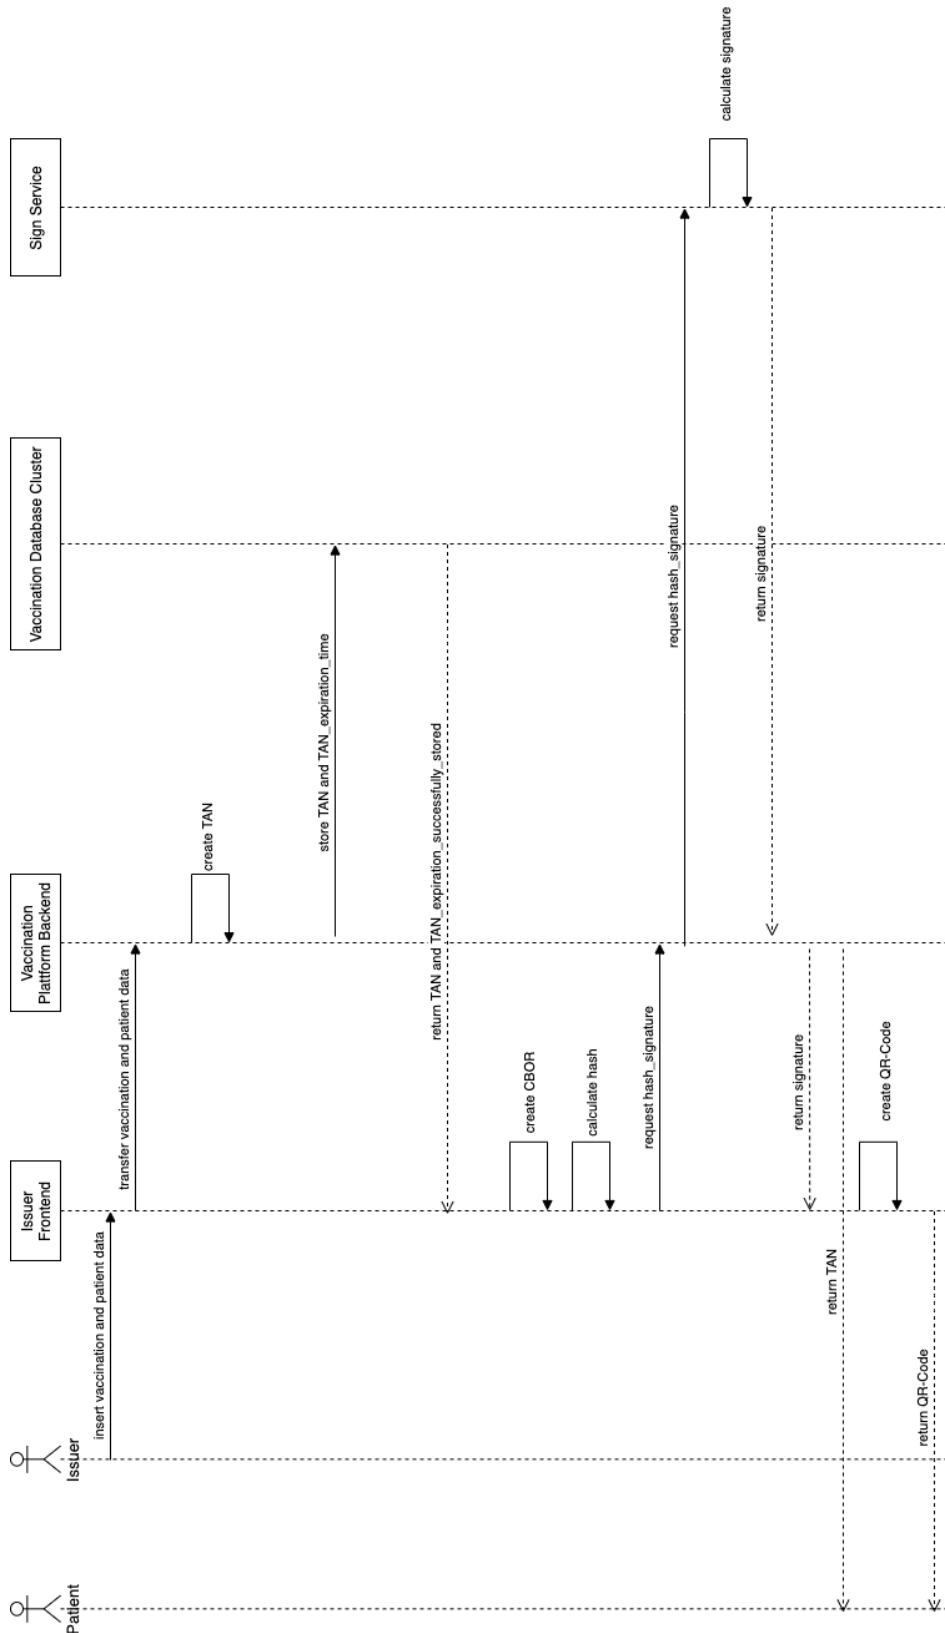 Patient
Issuer
Issuer
Frontend
Vaccination
Plattform Backend
Vaccination Database Cluster
Sign Service
insert vaccination and patient data
transfer vaccination and patient data
create TAN
store TAN and TAN_expiration_time
return TAN and TAN_expiration_successfully_stored
create CBOR
calculate hash
request hash_signature
request hash_signature
calculate signature
return signature
return signature
return TAN
create QR-Code
return QR-Code